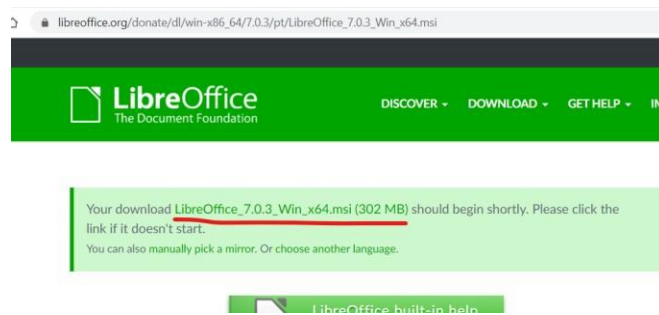 libreoffice.org/donate/dl/win-x86_64/7.0.3/pt/LibreOffice_7.0.3_Win_x64.msi
LibreOffice
The Document Foundation
DISCOVER DOWNLOAD GET HELP
Your download LibreOffice_7.0.3_Win_x64.msi (302 MB) should begin shortly. Please click the
link if it doesn't start.
You can also manually pick a mirror. Or choose another language.
LibreOffice built-in help